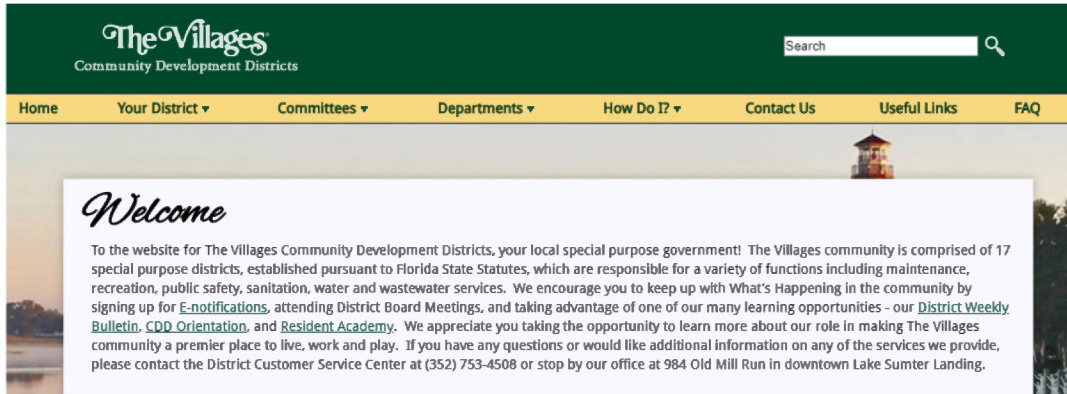 The Villages
Community Development Districts
Search
Home Your District Committees Departments How Do I? Contact Us Useful Links FAQ
Welcome
To the website for The Villages Community Development Districts, your local special purpose government!  The Villages community is comprised of 17
special purpose districts, established pursuant to Florida State Statutes, which are responsible for a variety of functions including maintenance,
recreation, public safety, sanitation, water and wastewater services.  We encourage you to keep up with What's Happening in the community by
signing up for E-notifications, attending District Board Meetings, and taking advantage of one of our many learning opportunities - our District Weekly
Bulletin, CDD Orientation, and Resident Academy.  We appreciate you taking the opportunity to learn more about our role in making The Villages
community a premier place to live, work and play.  If you have any questions or would like additional information on any of the services we provide,
please contact the District Customer Service Center at (352) 753-4508 or stop by our office at 984 Old Mill Run in downtown Lake Sumter Landing.